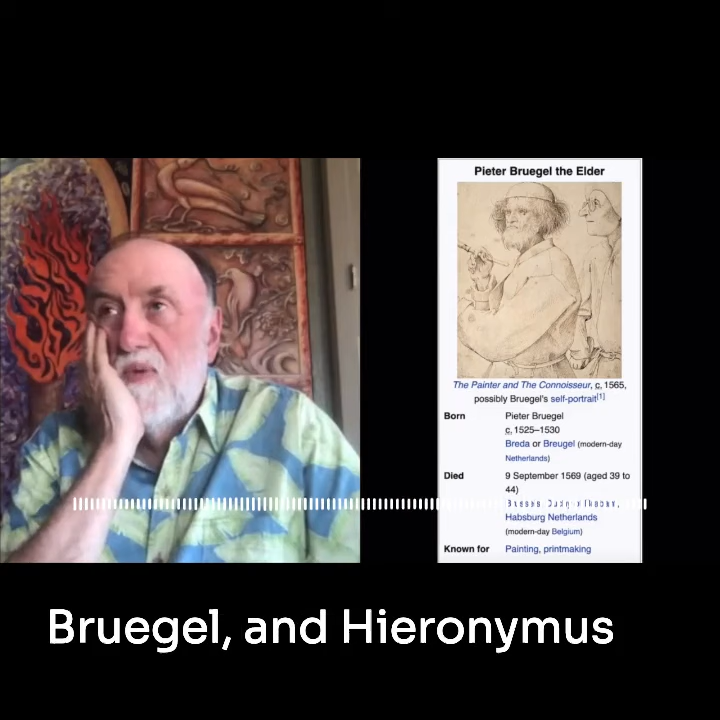 Pieter Bruegel the Elder
The Painter and The Connoisseur, c. 1565,
possibly Bruegel's self-portrait[1]
Born Pieter Bruegel
c. 1525–1530
Breda or Breugel (modern-day
Netherlands)
Died 9 September 1569 (aged 39 to
44)
Habsburg Netherlands
(modern-day Belgium)
Known for Painting, printmaking
Bruegel, and Hieronymus